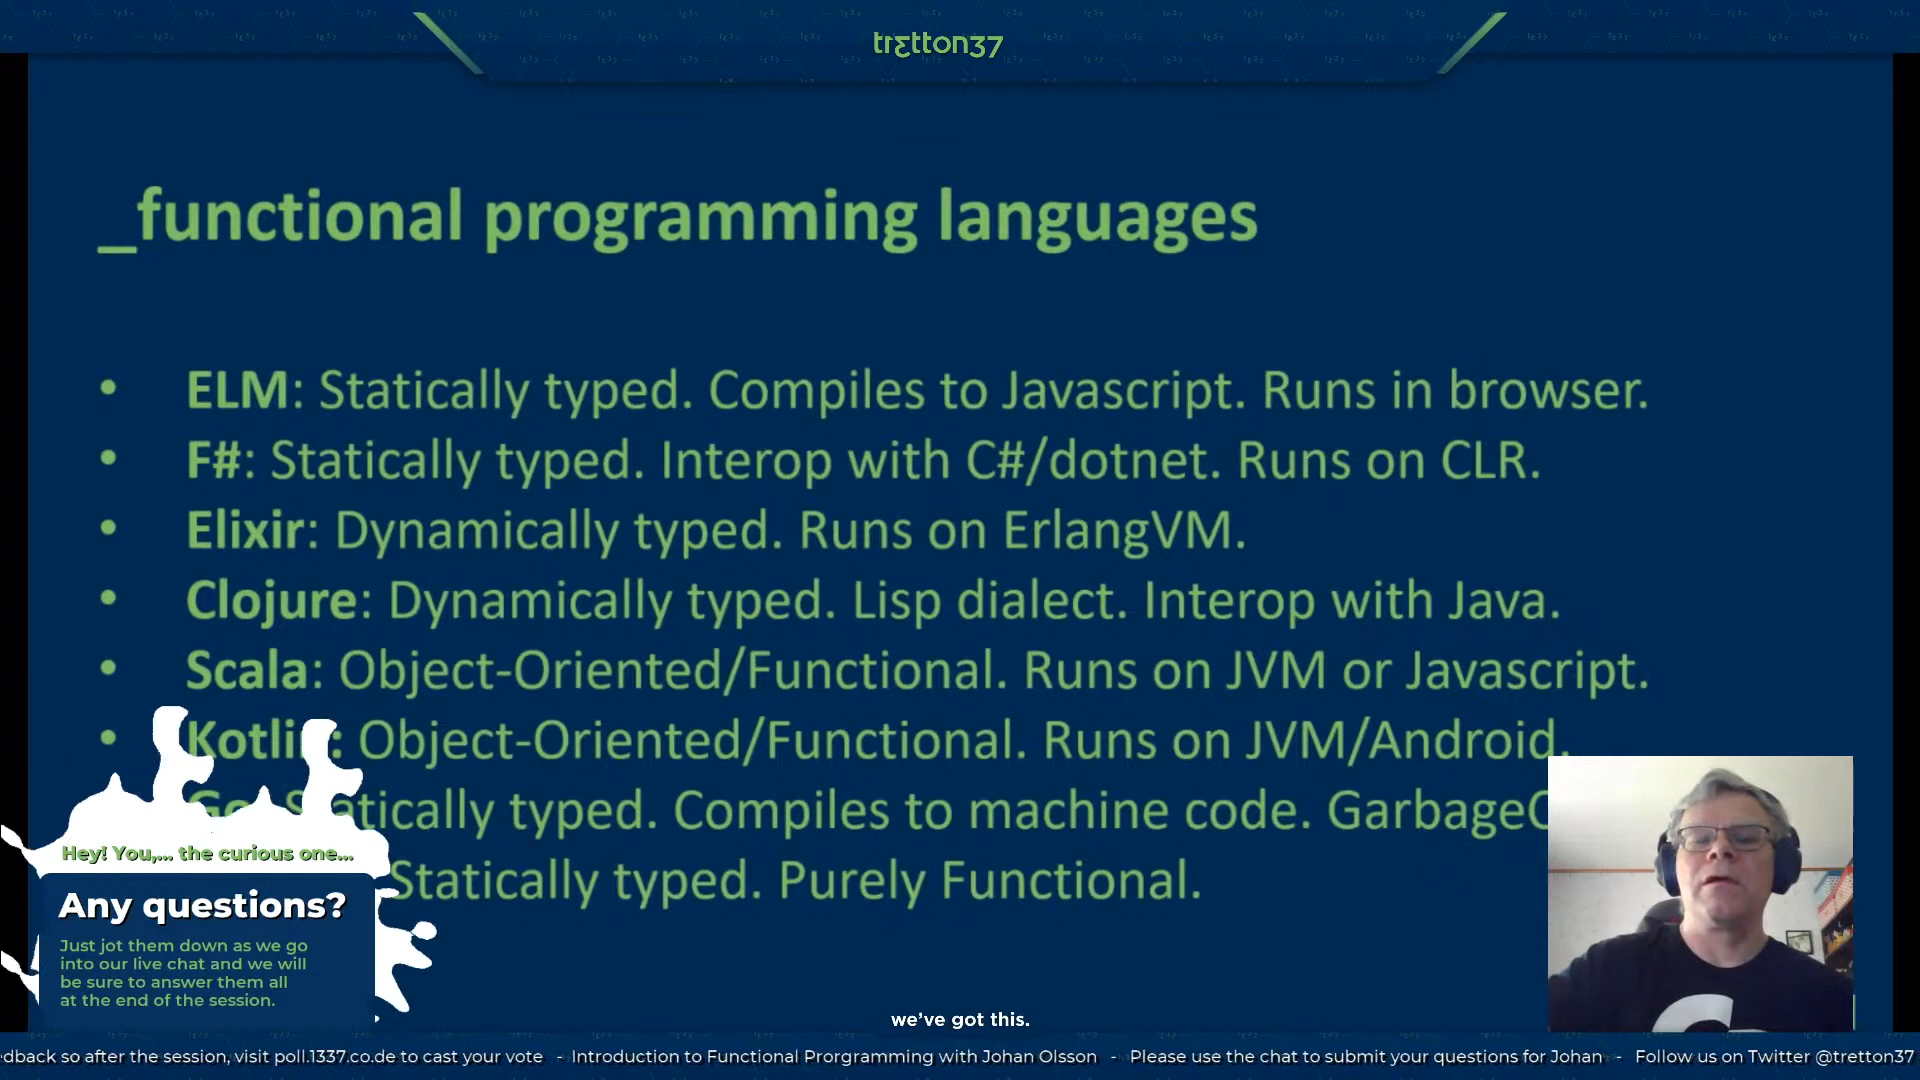 tretton37
_functional programming languages
• ELM: Statically typed. Compiles to Javascript. Runs in browser.
• F#: Statically typed. Interop with C#/dotnet. Runs on CLR.
• Elixir: Dynamically typed. Runs on ErlangVM.
• Clojure: Dynamically typed. Lisp dialect. Interop with Java.
• Scala: Object-Oriented/Functional. Runs on JVM or Javascript.
• Kotlin: Object-Oriented/Functional. Runs on JVM/Android.
Go: Statically typed. Compiles to machine code. GarbageC
Statically typed. Purely Functional.
Hey! You,... the curious one...
Any questions?
Just jot them down as we go
into our live chat and we will
be sure to answer them all
at the end of the session.
we've got this.
dback so after the session, visit poll.1337.co.de to cast your vote - Introduction to Functional Prorgramming with Johan Olsson - Please use the chat to submit your questions for Johan - Follow us on Twitter @tretton37